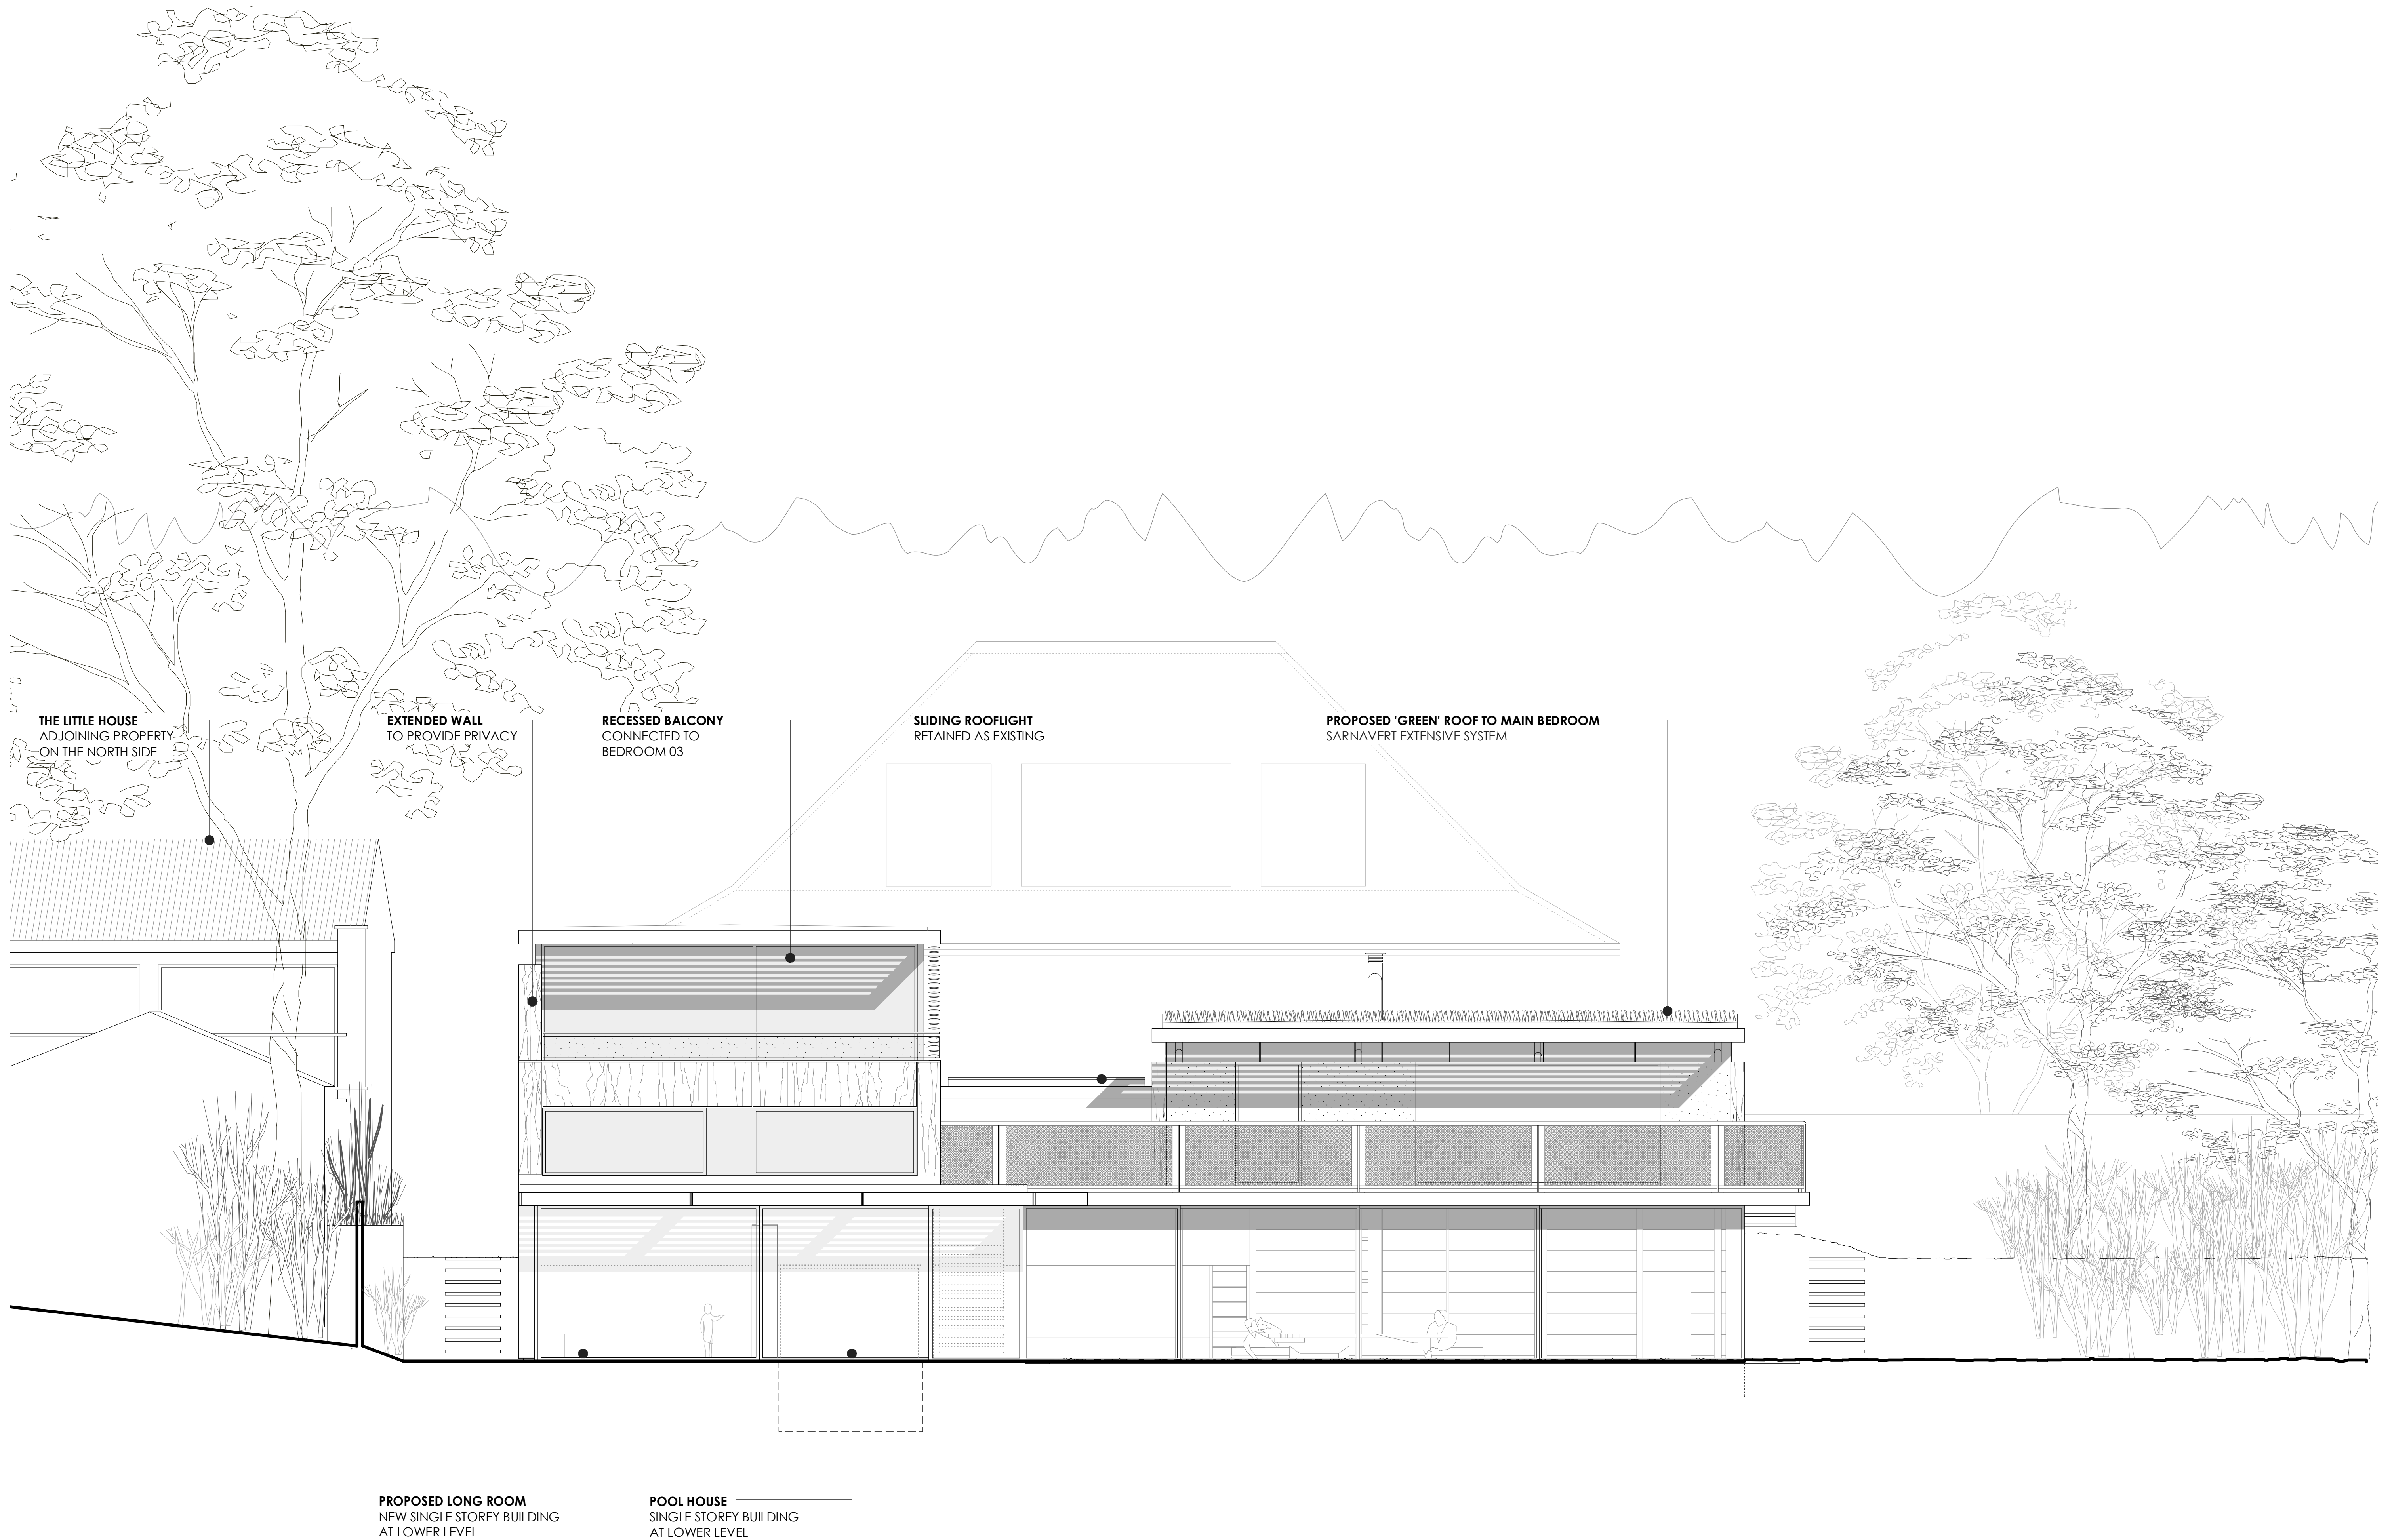 THE LITTLE HOUSE
ADJOINING PROPERTY
ON THE NORTH SIDE
EXTENDED WALL
TO PROVIDE PRIVACY
RECESSED BALCONY
CONNECTED TO
BEDROOM 03
SLIDING ROOFLIGHT
RETAINED AS EXISTING
PROPOSED 'GREEN' ROOF TO MAIN BEDROOM
SARNAVERT EXTENSIVE SYSTEM
PROPOSED LONG ROOM
NEW SINGLE STOREY BUILDING
AT LOWER LEVEL
POOL HOUSE
SINGLE STOREY BUILDING
AT LOWER LEVEL